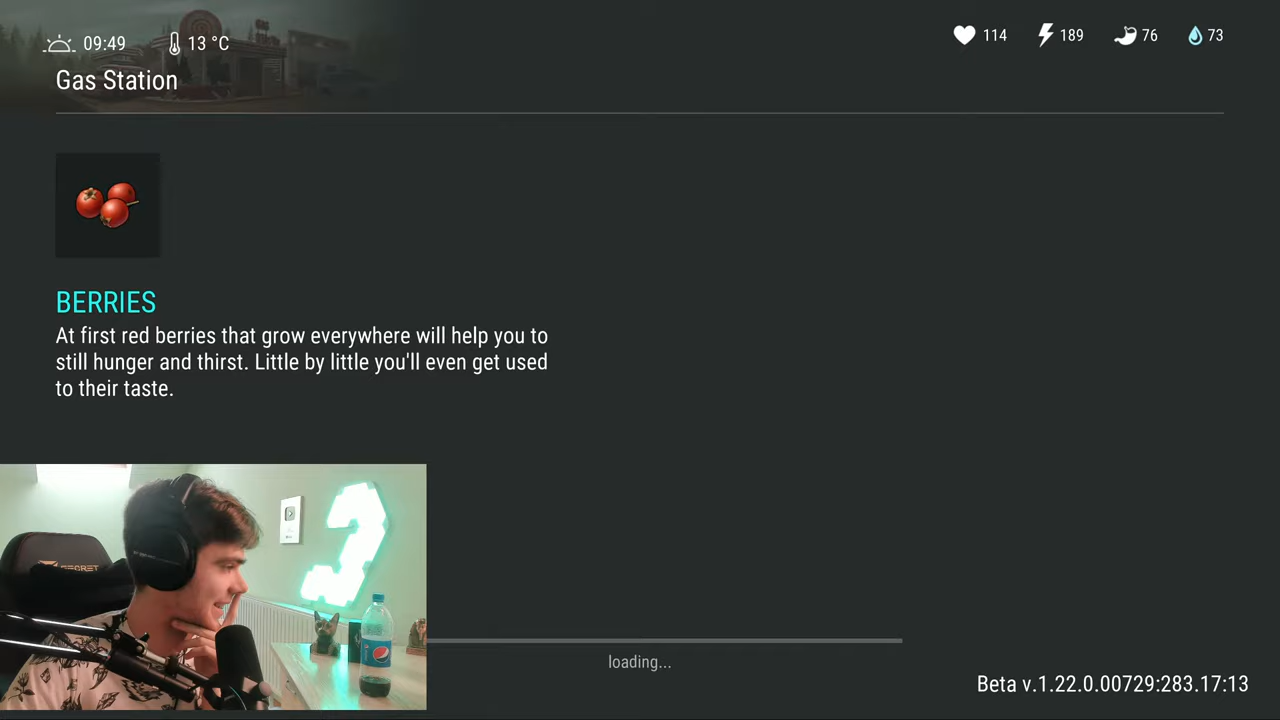 09:49
13 °C
114
189
76
73
Gas Station
BERRIES
At first red berries that grow everywhere will help you to
still hunger and thirst. Little by little you'll even get used
to their taste.
SECRET
loading...
Beta v.1.22.0.00729:283.17:13